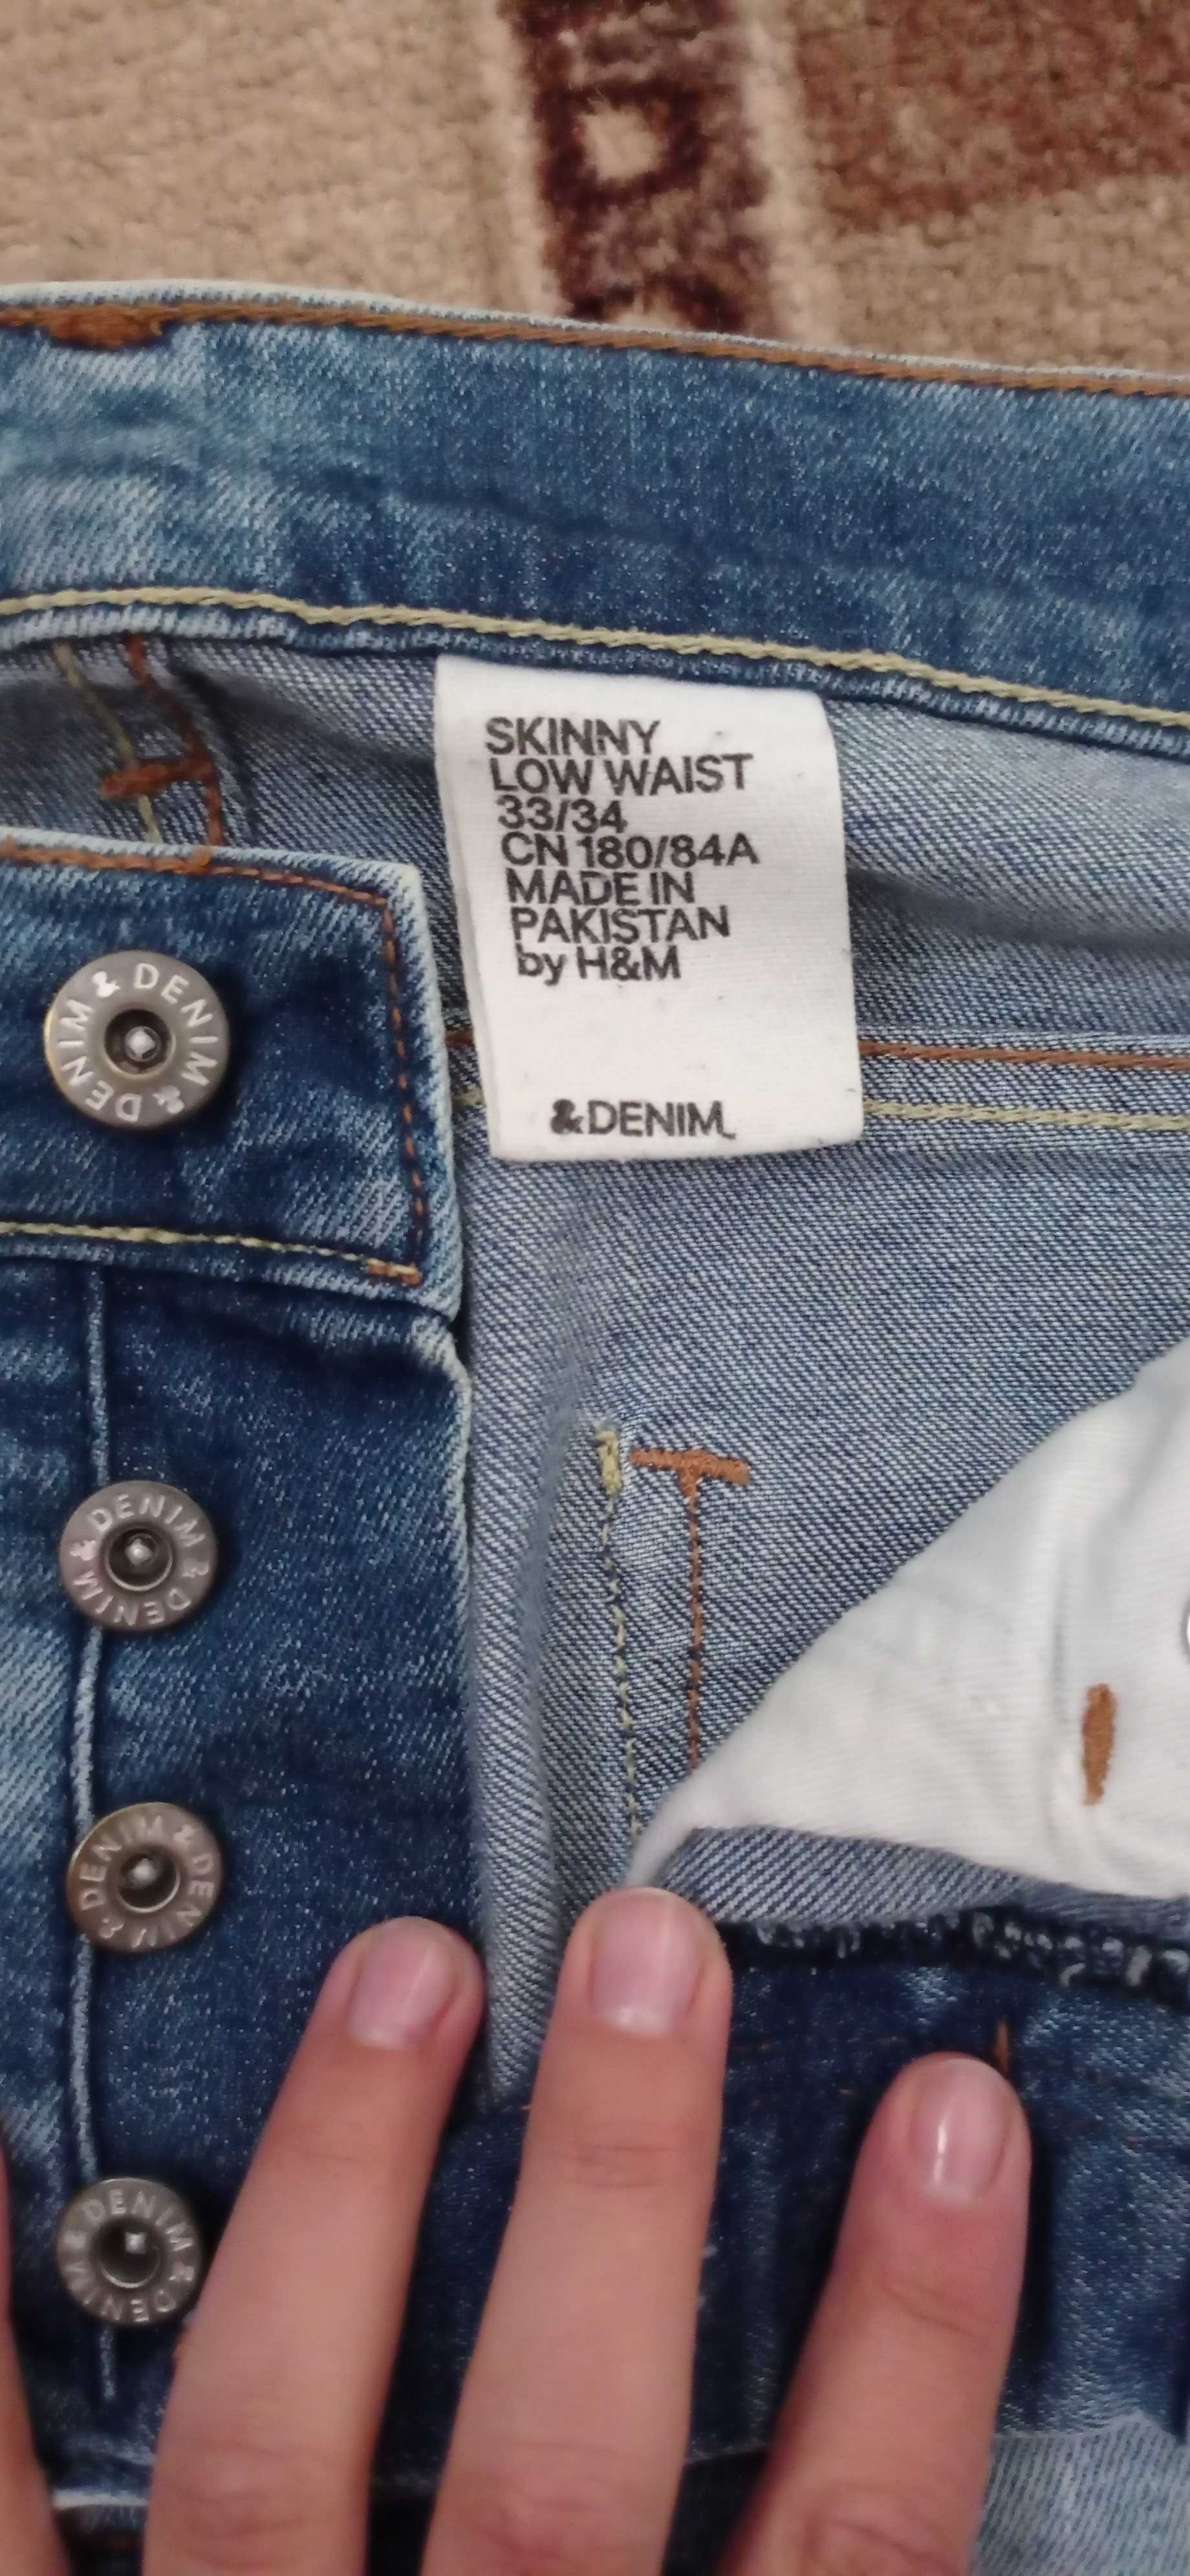 SKINNY
LOW WAIST
33/34
CN 180/84A
MADE IN
PAKISTAN
by H&M
&DENIM
& DENIM & DENIM
& DENIM & DENIM
& DENIM & DENIM
& DENIM & DENIM